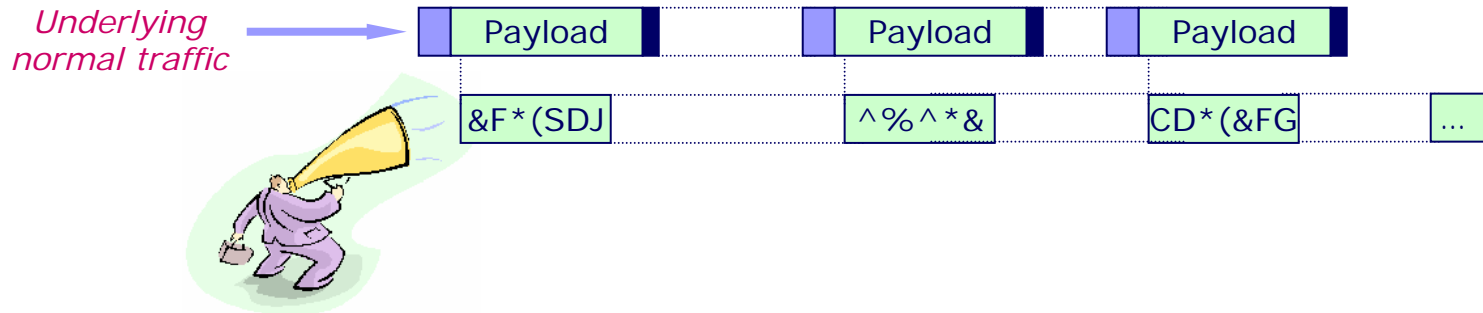 Underlying
normal traffic
Payload Payload Payload
&F*(SDJ ^%^*& CD*(&FG ...